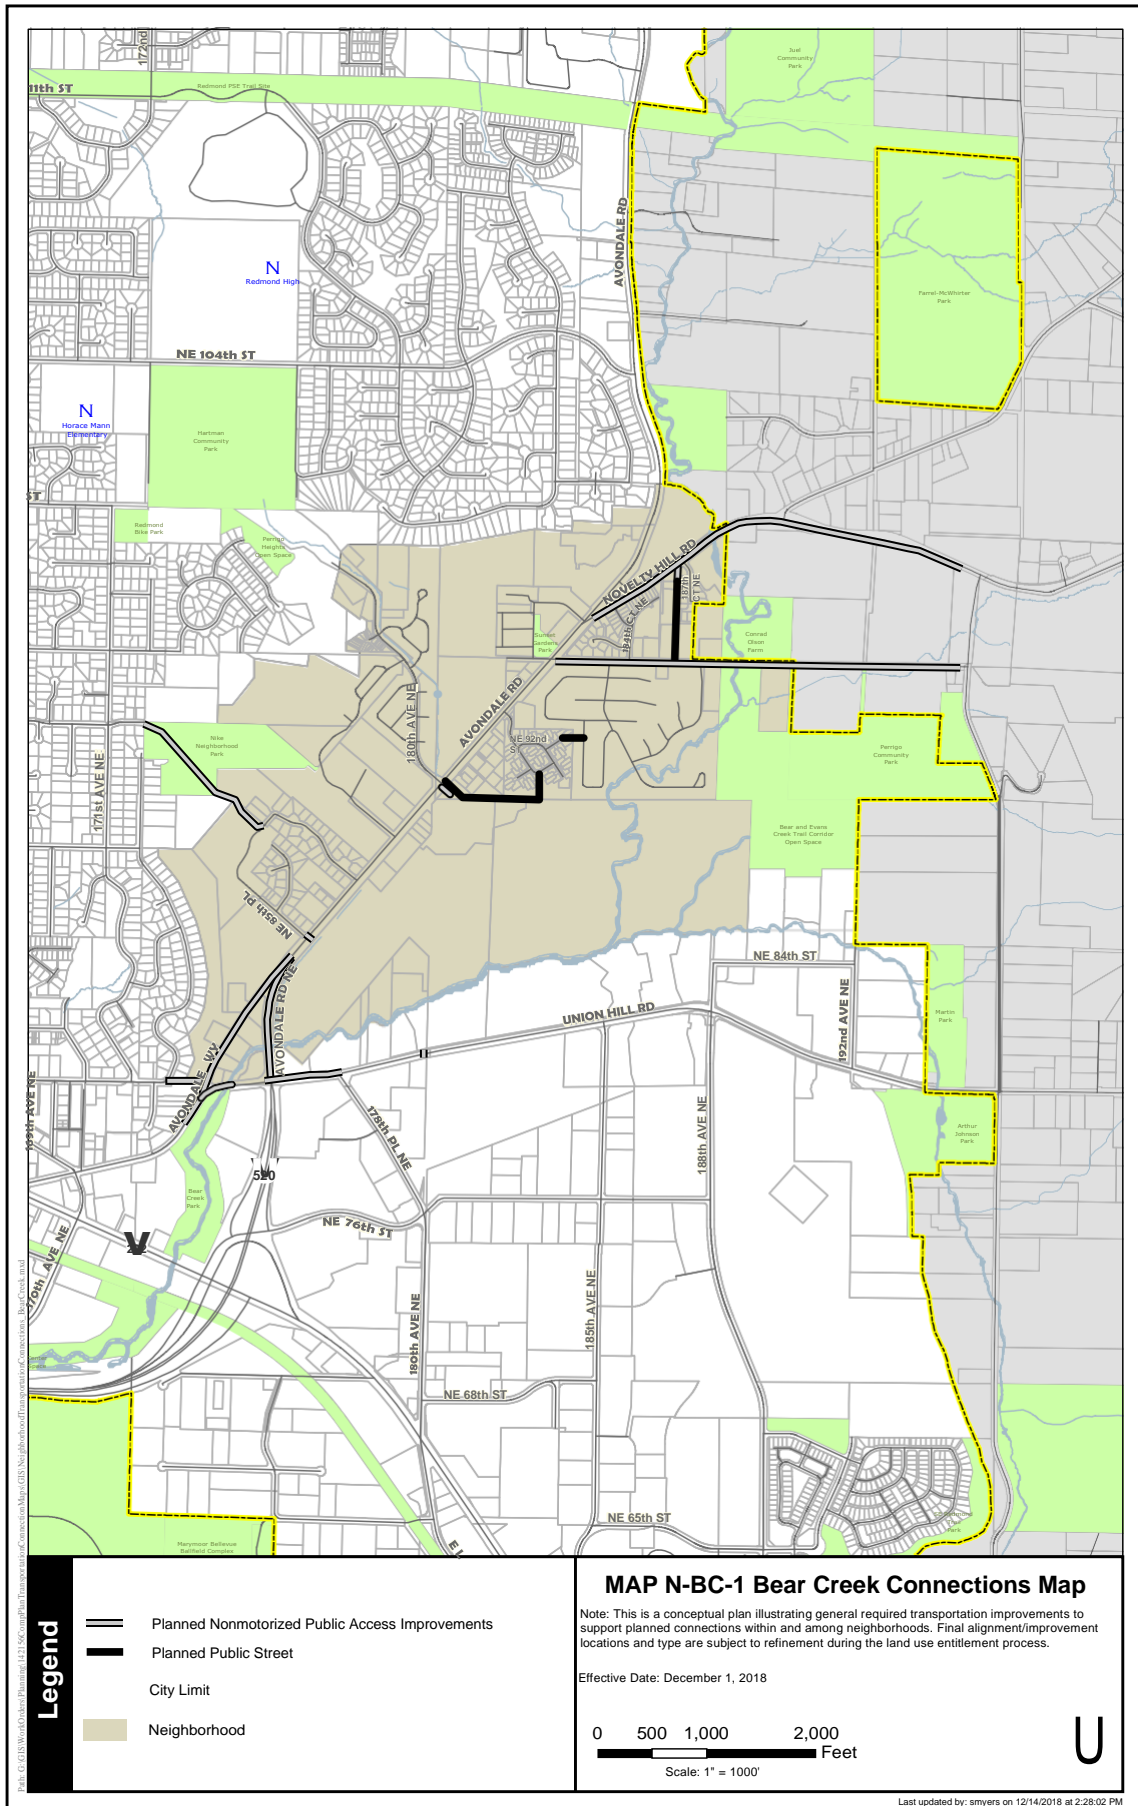 172nd
Juel
Community
Park
11th ST
Redmond PSE Trail Site
AVONDALE RD
N
Redmond High
Farrel-McWhirter
Park
NE 104th ST
N
Horace Mann
Elementary
Hartman
Community
Park
ST
Redmond
Bike Park
Perrigo
Heights
Open Space
NOVELTY HILL RD
187th
CT NE
184th CT NE
Sunset
Gardens
Park
Conrad
Olson
Farm
180th AVE NE
AVONDALE RD
NE 92nd
Nike
Neighborhood
Park
171st AVE NE
Perrigo
Community
Park
Bear and Evans
Creek Trail Corridor
Open Space
NE 85th PL
NE 84th ST
AVONDALE RD NE
UNION HILL RD
192nd AVE NE
Martin
Park
AVONDALE WY
169th AVE NE
178th PL NE
188th AVE NE
Arthur
Johnson
Park
520
Bear
Creek
Park
NE 76th ST
V
170th AVE NE
185th AVE NE
180th AVE NE
NE 68th ST
NE 65th ST
Park
Marymoor Bellevue
Ballfield Complex
E L
Legend
Planned Nonmotorized Public Access Improvements
Planned Public Street
City Limit
Neighborhood
MAP N-BC-1 Bear Creek Connections Map
Note: This is a conceptual plan illustrating general required transportation improvements to
support planned connections within and among neighborhoods. Final alignment/improvement
locations and type are subject to refinement during the land use entitlement process.
Effective Date: December 1, 2018
0 500 1,000 2,000
Feet
Scale: 1" = 1000'
U
Last updated by: smyers on 12/14/2018 at 2:28:02 PM